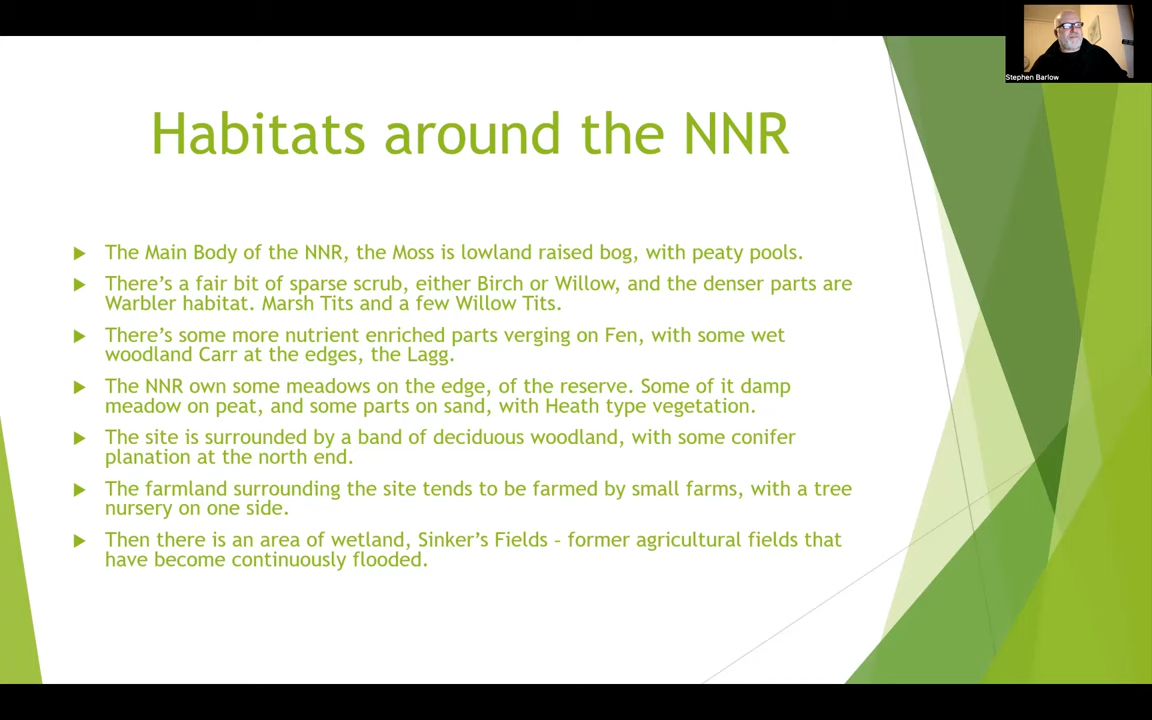 Stephen Barlow
Habitats around the NNR
The Main Body of the NNR, the Moss is lowland raised bog, with peaty pools.
There's a fair bit of sparse scrub, either Birch or Willow, and the denser parts are
Warbler habitat. Marsh Tits and a few Willow Tits.
There's some more nutrient enriched parts verging on Fen, with some wet
woodland Carr at the edges, the Lagg.
The NNR own some meadows on the edge, of the reserve. Some of it damp
meadow on peat, and some parts on sand, with Heath type vegetation.
The site is surrounded by a band of deciduous woodland, with some conifer
planation at the north end.
The farmland surrounding the site tends to be farmed by small farms, with a tree
nursery on one side.
Then there is an area of wetland, Sinker's Fields - former agricultural fields that
have become continuously flooded.